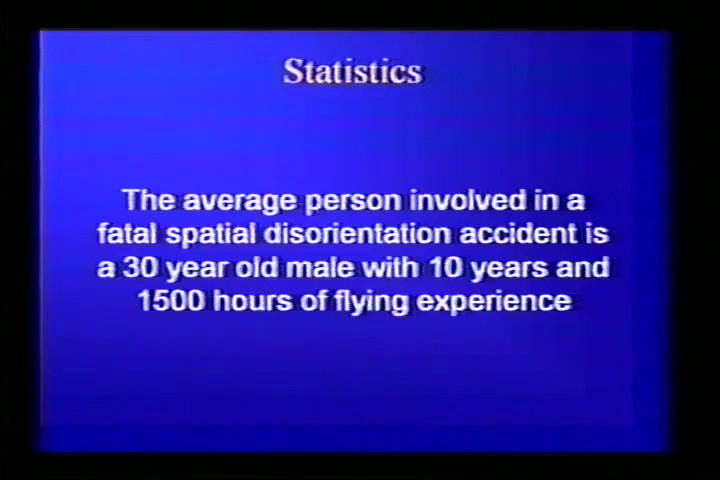 Statistics
The average person involved in a
fatal spatial disorientation accident is
a 30 year old male with 10 years and
1500 hours of flying experience